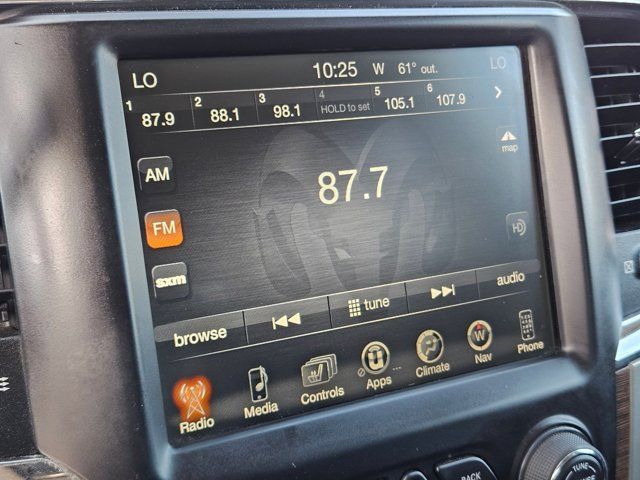 LO 10:25 W 61° out. LO
1 87.9 2 88.1 3 98.1 4 HOLD to set 5 105.1 6 107.9
map
AM
87.7
FM
HD
sxm
browse tune audio
Radio Media Controls Apps Climate W Nav Phone
BACK
TUNE